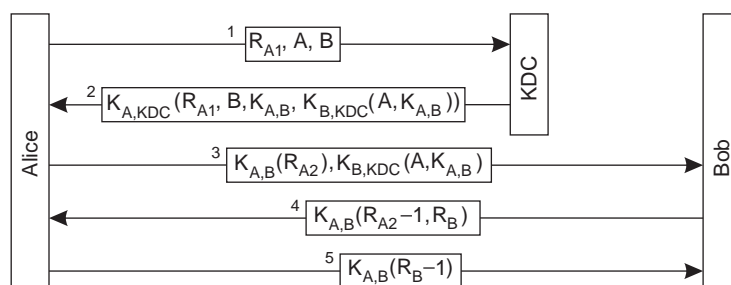 Alice
KDC
Bob
1 R_A1, A, B
2 K_A,KDC(R_A1, B,K_A,B, K_B,KDC(A,K_A,B))
3 K_A,B(R_A2),K_B,KDC(A,K_A,B)
4 K_A,B(R_A2−1,R_B)
5 K_A,B(R_B−1)